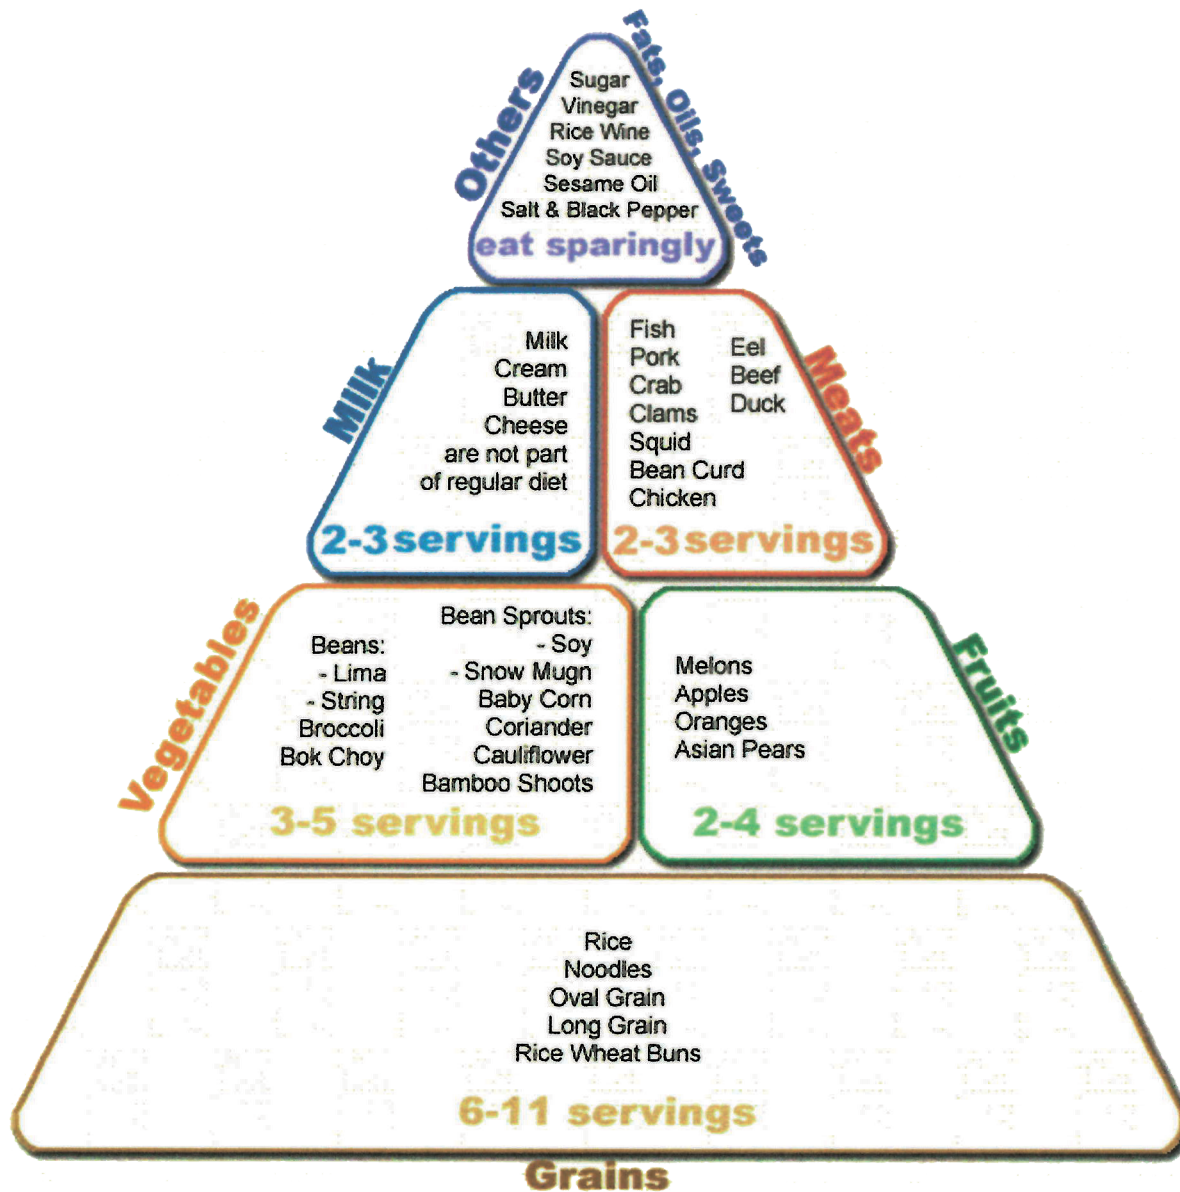 Others
Fats, Oils, Sweets
Sugar
Vinegar
Rice Wine
Soy Sauce
Sesame Oil
Salt & Black Pepper
eat sparingly
Milk
Milk
Cream
Butter
Cheese
are not part
of regular diet
2-3 servings
Meats
Fish
Pork
Crab
Clams
Squid
Bean Curd
Chicken
Eel
Beef
Duck
2-3 servings
Vegetables
Beans:
- Lima
- String
Broccoli
Bok Choy
Bean Sprouts:
- Soy
- Snow Mugn
Baby Corn
Coriander
Cauliflower
Bamboo Shoots
3-5 servings
Fruits
Melons
Apples
Oranges
Asian Pears
2-4 servings
Rice
Noodles
Oval Grain
Long Grain
Rice Wheat Buns
6-11 servings
Grains